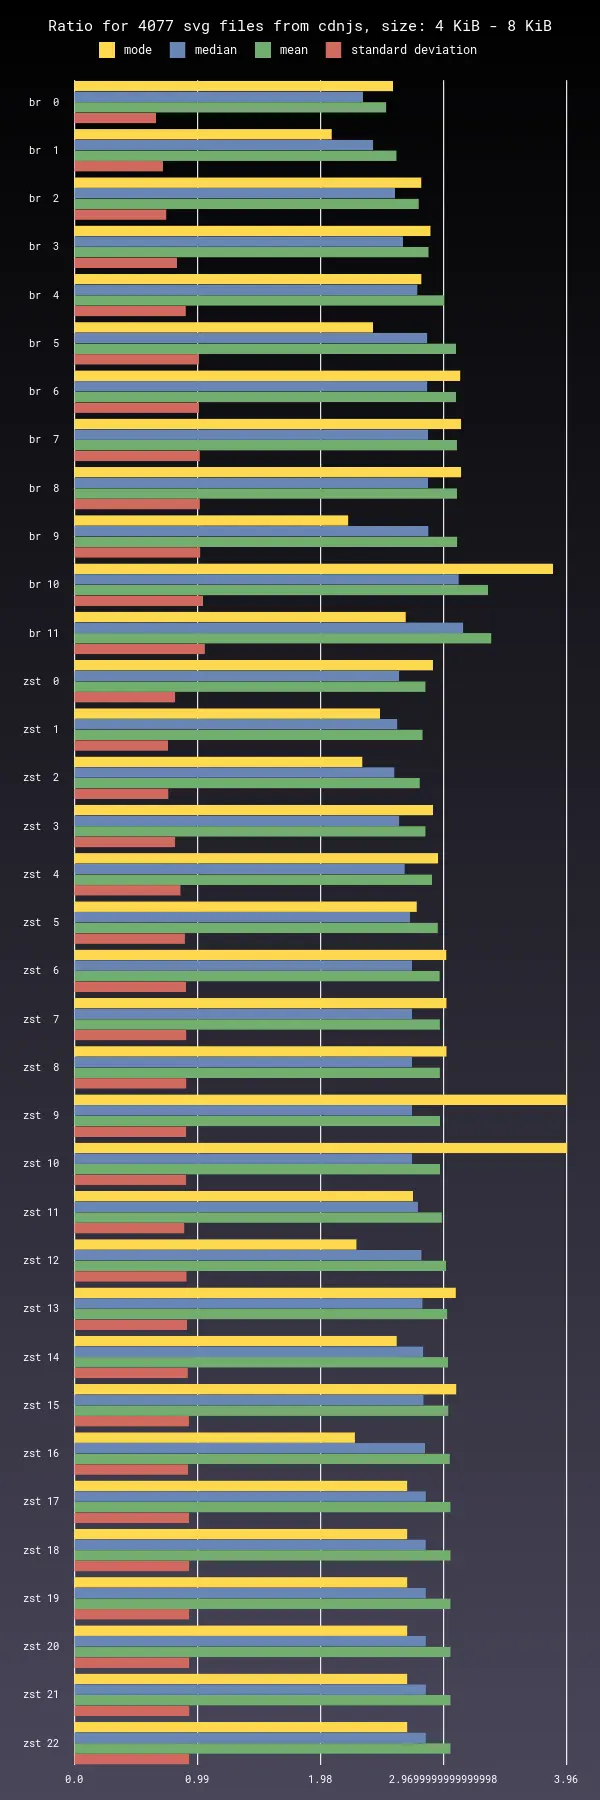 Ratio for 4077 svg files from cdnjs, size: 4 KiB - 8 KiB
mode median mean standard deviation
br 0
br 1
br 2
br 3
br 4
br 5
br 6
br 7
br 8
br 9
br 10
br 11
zst 0
zst 1
zst 2
zst 3
zst 4
zst 5
zst 6
zst 7
zst 8
zst 9
zst 10
zst 11
zst 12
zst 13
zst 14
zst 15
zst 16
zst 17
zst 18
zst 19
zst 20
zst 21
zst 22
0.0 0.99 1.98 2.9699999999999998 3.96